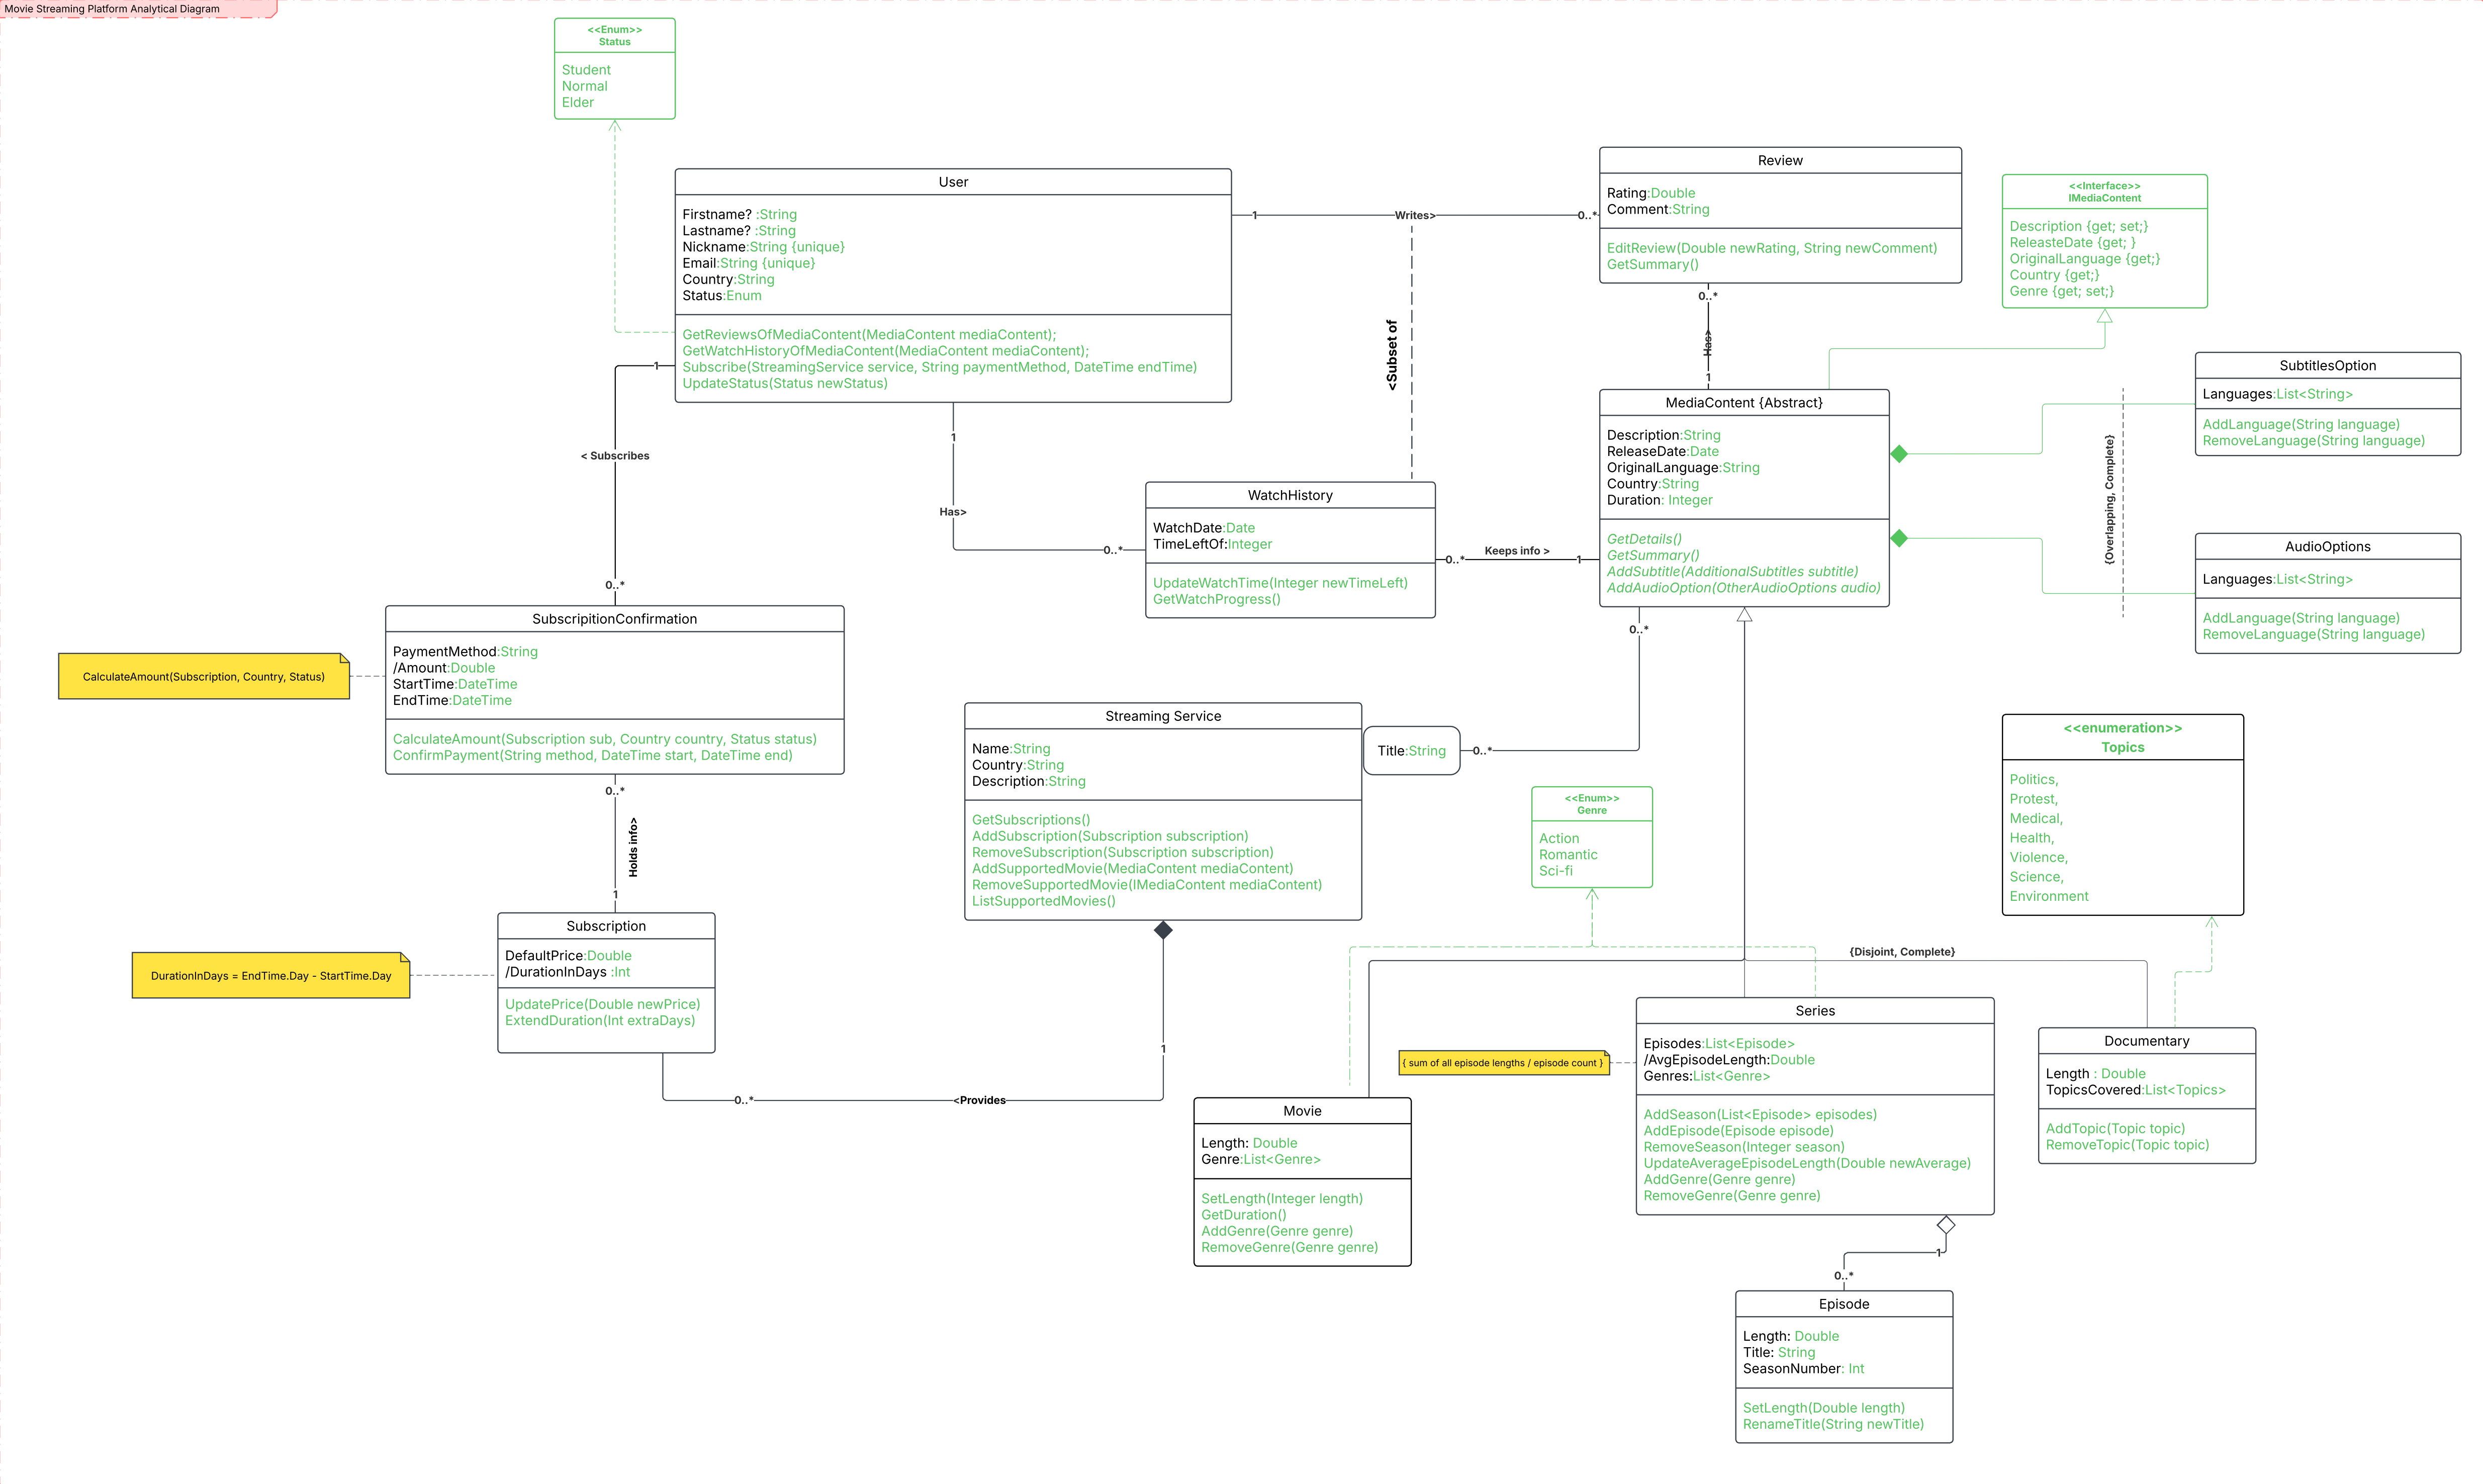 Movie Streaming Platform Analytical Diagram
<<Enum>>
Status
Student
Normal
Elder
User
Firstname? :String
Lastname? :String
Nickname:String {unique}
Email:String {unique}
Country:String
Status:Enum
GetReviewsOfMediaContent(MediaContent mediaContent);
GetWatchHistoryOfMediaContent(MediaContent mediaContent);
Subscribe(StreamingService service, String paymentMethod, DateTime endTime)
UpdateStatus(Status newStatus)
1
Writes>
0..*
Review
Rating:Double
Comment:String
EditReview(Double newRating, String newComment)
GetSummary()
<<Interface>>
IMediaContent
Description {get; set;}
ReleasteDate {get; }
OriginalLanguage {get;}
Country {get;}
Genre {get; set;}
0..*
Has>
1
<Subset of
MediaContent {Abstract}
Description:String
ReleaseDate:Date
OriginalLanguage:String
Country:String
Duration: Integer
GetDetails()
GetSummary()
AddSubtitle(AdditionalSubtitles subtitle)
AddAudioOption(OtherAudioOptions audio)
SubtitlesOption
Languages:List<String>
AddLanguage(String language)
RemoveLanguage(String language)
{Overlapping, Complete}
AudioOptions
Languages:List<String>
AddLanguage(String language)
RemoveLanguage(String language)
1
< Subscribes
0..*
1
Has>
0..*
WatchHistory
WatchDate:Date
TimeLeftOf:Integer
UpdateWatchTime(Integer newTimeLeft)
GetWatchProgress()
0..*
Keeps info >
1
SubscripitionConfirmation
PaymentMethod:String
/Amount:Double
StartTime:DateTime
EndTime:DateTime
CalculateAmount(Subscription sub, Country country, Status status)
ConfirmPayment(String method, DateTime start, DateTime end)
CalculateAmount(Subscription, Country, Status)
0..*
Holds info>
1
Streaming Service
Name:String
Country:String
Description:String
GetSubscriptions()
AddSubscription(Subscription subscription)
RemoveSubscription(Subscription subscription)
AddSupportedMovie(MediaContent mediaContent)
RemoveSupportedMovie(IMediaContent mediaContent)
ListSupportedMovies()
Title:String
0..*
0..*
<<Enum>>
Genre
Action
Romantic
Sci-fi
<<enumeration>>
Topics
Politics,
Protest,
Medical,
Health,
Violence,
Science,
Environment
Subscription
DefaultPrice:Double
/DurationInDays :Int
UpdatePrice(Double newPrice)
ExtendDuration(Int extraDays)
DurationInDays = EndTime.Day - StartTime.Day
0..*
<Provides
1
{Disjoint, Complete}
Movie
Length: Double
Genre:List<Genre>
SetLength(Integer length)
GetDuration()
AddGenre(Genre genre)
RemoveGenre(Genre genre)
{ sum of all episode lengths / episode count }
Series
Episodes:List<Episode>
/AvgEpisodeLength:Double
Genres:List<Genre>
AddSeason(List<Episode> episodes)
AddEpisode(Episode episode)
RemoveSeason(Integer season)
UpdateAverageEpisodeLength(Double newAverage)
AddGenre(Genre genre)
RemoveGenre(Genre genre)
Documentary
Length : Double
TopicsCovered:List<Topics>
AddTopic(Topic topic)
RemoveTopic(Topic topic)
1
0..*
Episode
Length: Double
Title: String
SeasonNumber: Int
SetLength(Double length)
RenameTitle(String newTitle)